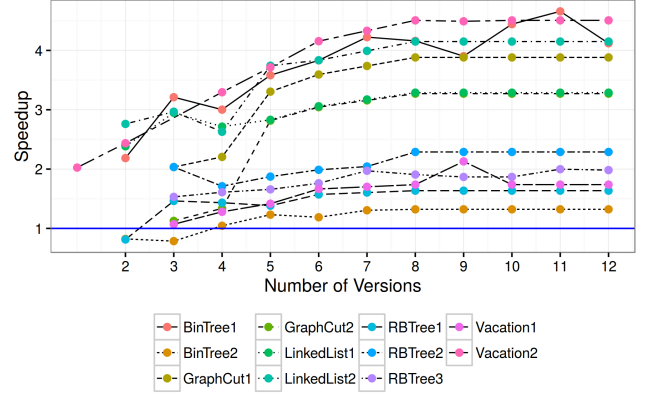 4
3
2
1
Speedup
2 3 4 5 6 7 8 9 10 11 12
Number of Versions
BinTree1 GraphCut2 RBTree1 Vacation1
BinTree2 LinkedList1 RBTree2 Vacation2
GraphCut1 LinkedList2 RBTree3